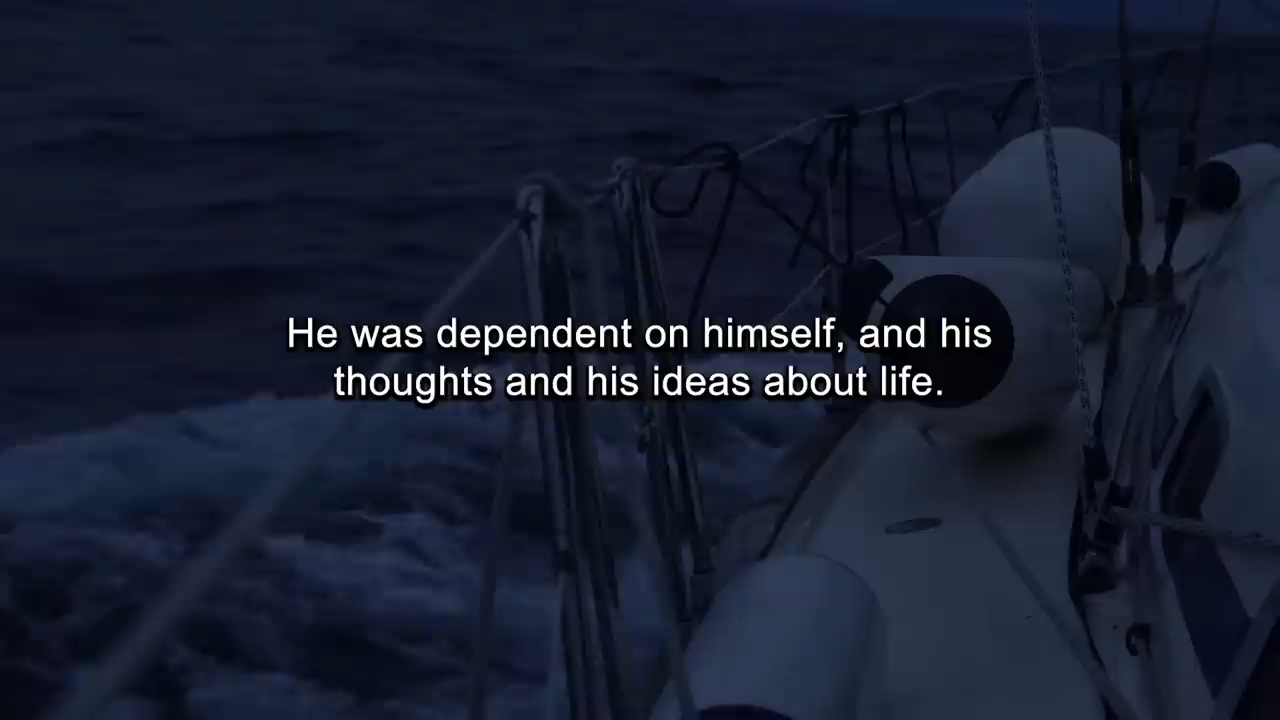 He was dependent on himself, and his
thoughts and his ideas about life.